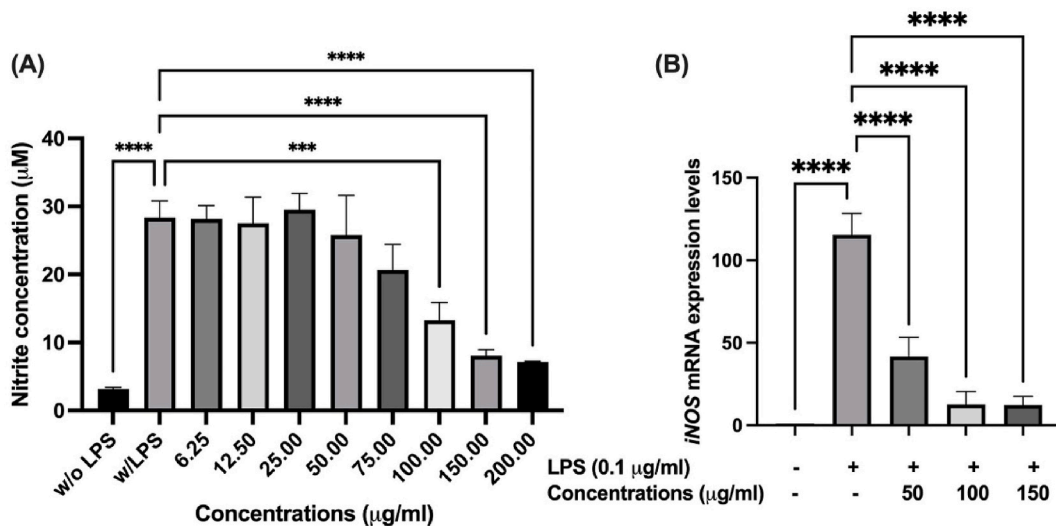 (A)
****
****
**** ***
Nitrite concentration (μM)
40
30
20
10
0
w/o LPS w/LPS 6.25 12.50 25.00 50.00 75.00 100.00 150.00 200.00
Concentrations (μg/ml)
(B)
****
****
****
****
iNOS mRNA expression levels
150
100
50
0
LPS (0.1 μg/ml) - + + + +
Concentrations (μg/ml) - - 50 100 150